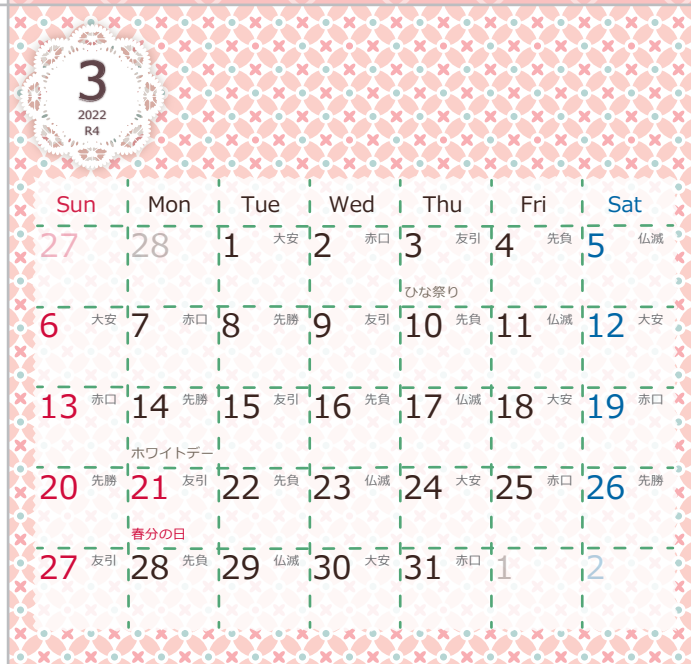 3
2022
R4
Sun Mon Tue Wed Thu Fri Sat
27 28 1 大安 2 赤口 3 友引 4 先負 5 仏滅
ひな祭り
6 大安 7 赤口 8 先勝 9 友引 10 先負 11 仏滅 12 大安
13 赤口 14 先勝 15 友引 16 先負 17 仏滅 18 大安 19 赤口
ホワイトデー
20 先勝 21 友引 22 先負 23 仏滅 24 大安 25 赤口 26 先勝
春分の日
27 友引 28 先負 29 仏滅 30 大安 31 赤口 1 2